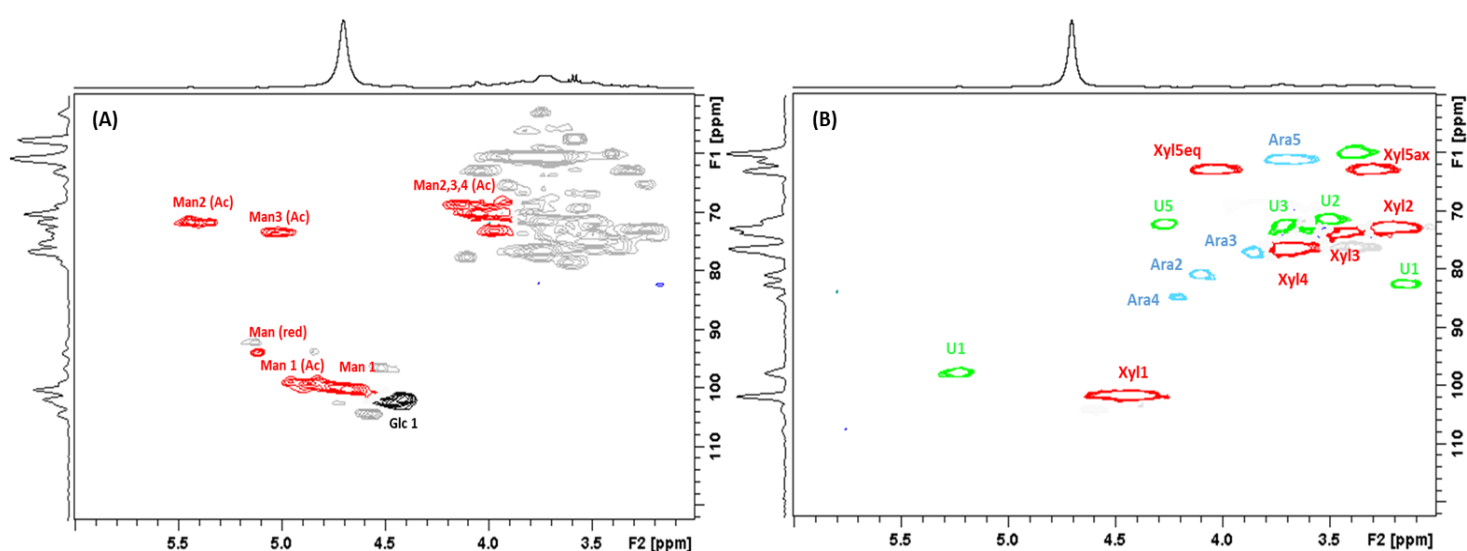 (A)
Man2,3,4 (Ac)
Man2 (Ac)
Man3 (Ac)
Man (red)
Man 1 (Ac)
Man 1
Glc 1
F1 [ppm]
70
80
90
100
110
5.5
5.0
4.5
4.0
3.5
F2 [ppm]
(B)
Ara5
Xyl5eq
Xyl5ax
U5
U3
U2
Xyl2
Ara3
Xyl3
Ara2
Xyl4
U1
Ara4
U1
Xyl1
F1 [ppm]
70
80
90
100
110
5.5
5.0
4.5
4.0
3.5
F2 [ppm]